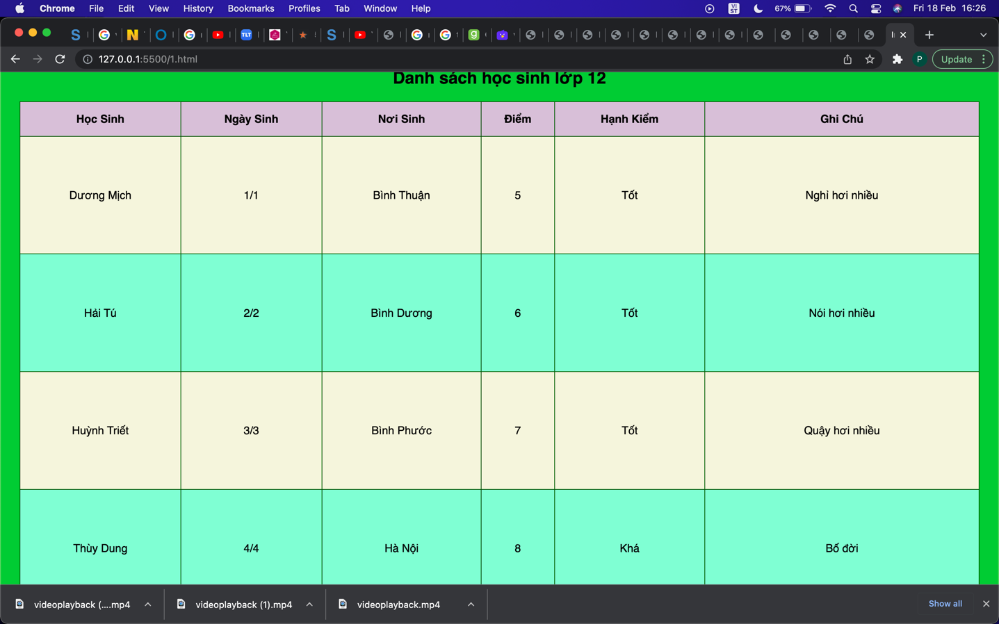 Chrome File Edit View History Bookmarks Profiles Tab Window Help VI ST 67% Fri 18 Feb 16:26
S G N TLT S G G g
127.0.0.1:5500/1.html P Update
Danh sách học sinh lớp 12
Học Sinh Ngày Sinh Nơi Sinh Điểm Hạnh Kiểm Ghi Chú
Dương Mịch 1/1 Bình Thuận 5 Tốt Nghỉ hơi nhiều
Hải Tú 2/2 Bình Dương 6 Tốt Nói hơi nhiều
Huỳnh Triết 3/3 Bình Phước 7 Tốt Quậy hơi nhiều
Thùy Dung 4/4 Hà Nội 8 Khá Bố đời
videoplayback (....mp4 videoplayback (1).mp4 videoplayback.mp4 Show all